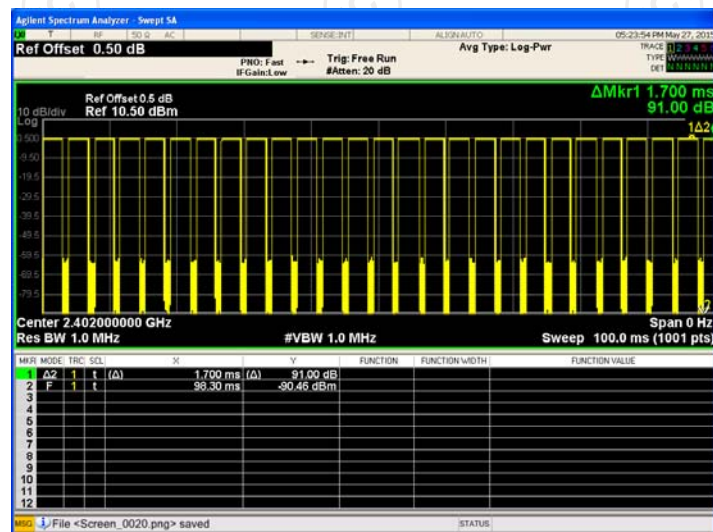 Agilent Spectrum Analyzer - Swept SA
T RF 50 Ω AC SENSE:INT ALIGN AUTO 05:23:54 PM May 27, 2015
Ref Offset 0.50 dB
PNO: Fast
IFGain:Low
Trig: Free Run
#Atten: 20 dB
Avg Type: Log-Pwr
TRACE 1 2 3 4 5 6
TYPE
DET N N N N N N
ΔMkr1 1.700 ms
91.00 dB
Ref Offset 0.5 dB
10 dB/div Ref 10.50 dBm
Log
1Δ2
0.500
-9.50
-19.5
-29.5
-39.5
-49.5
-59.5
-69.5
-79.5
Center 2.402000000 GHz Span 0 Hz
Res BW 1.0 MHz #VBW 1.0 MHz Sweep 100.0 ms (1001 pts)
MKR MODE TRC SCL X Y FUNCTION FUNCTION WIDTH FUNCTION VALUE
1 Δ2 1 t (Δ) 1.700 ms (Δ) 91.00 dB
2 F 1 t 98.30 ms -90.46 dBm
3
4
5
6
7
8
9
10
11
12
MSG File <Screen_0020.png> saved STATUS